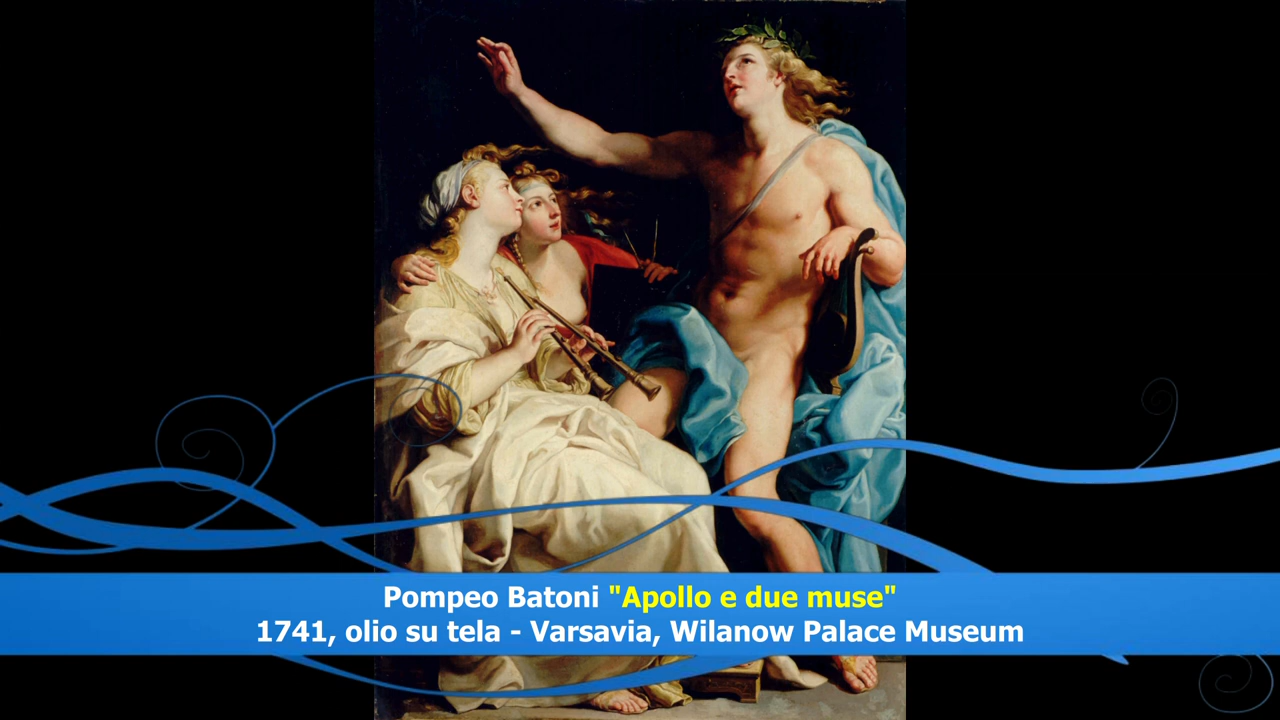 Pompeo Batoni "Apollo e due muse"
1741, olio su tela - Varsavia, Wilanow Palace Museum